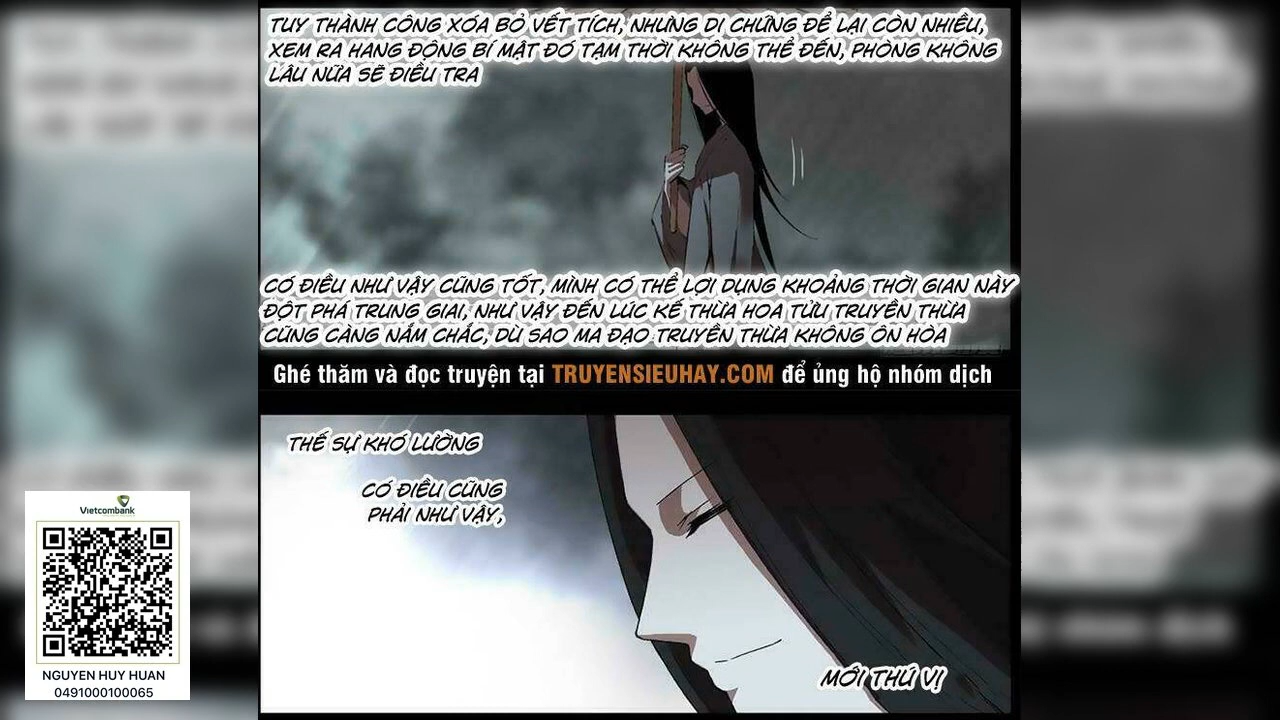 TUY THÀNH CÔNG XÓA BỎ VẾT TÍCH, NHƯNG DI CHỨNG ĐỂ LẠI CÒN NHIỀU,
XEM RA HANG ĐỘNG BÍ MẬT ĐÓ TẠM THỜI KHÔNG THỂ ĐẾN, PHÒNG KHÔNG
LÂU NỮA SẼ ĐIỀU TRA
CÓ ĐIỀU NHƯ VẬY CŨNG TỐT, MÌNH CÓ THỂ LỢI DỤNG KHOẢNG THỜI GIAN NÀY
ĐỘT PHÁ TRUNG GIAI, NHƯ VẬY ĐẾN LÚC KẾ THỪA HOA TỬU TRUYỀN THỪA
CŨNG CÀNG NẮM CHẮC, DÙ SAO MA ĐẠO TRUYỀN THỪA KHÔNG ÔN HÒA
Ghé thăm và đọc truyện tại TRUYENSIEUHAY.COM để ủng hộ nhóm dịch
THẾ SỰ KHÓ LƯỜNG
CÓ ĐIỀU CŨNG
PHẢI NHƯ VẬY,
MỚI THÚ VỊ
Vietcombank
NGUYEN HUY HUAN
0491000100065